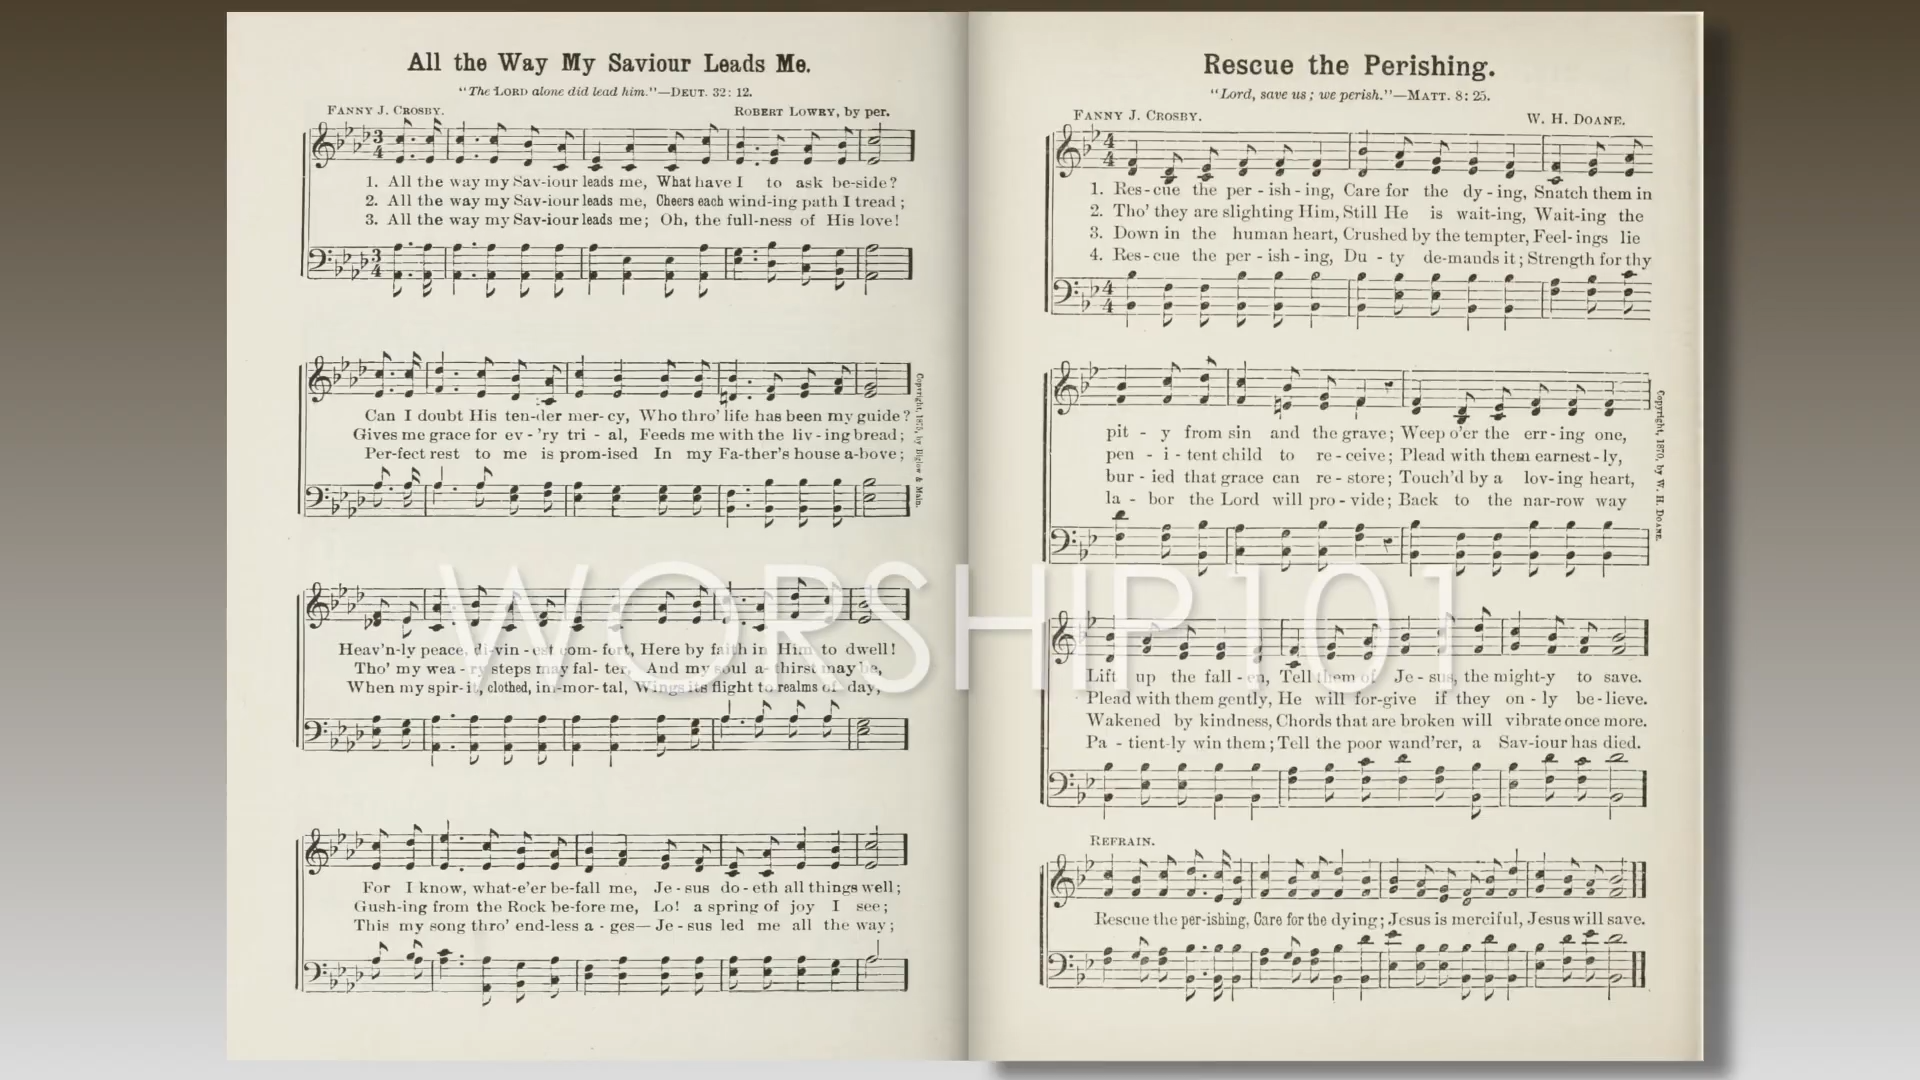 All the Way My Saviour Leads Me.
"The LORD alone did lead him."—DEUT. 32: 12.
FANNY J. CROSBY.
ROBERT LOWRY, by per.
3 4
1. All the way my Sav-iour leads me, What have I to ask be-side?
2. All the way my Sav-iour leads me, Cheers each wind-ing path I tread;
3. All the way my Sav-iour leads me; Oh, the full-ness of His love!
3 4
Can I doubt His ten-der mer-cy, Who thro' life has been my guide?
Gives me grace for ev-'ry tri-al, Feeds me with the liv-ing bread;
Per-fect rest to me is prom-ised In my Fa-ther's house a-bove;
Copyright, 1875, by Biglow & Main.
Heav'n-ly peace, di-vin-est com-fort, Here by faith in Him to dwell!
Tho' my wea-ry steps may fal-ter, And my soul a-thirst may be,
When my spir-it, clothed, im-mor-tal, Wings its flight to realms of day,
For I know, what-e'er be-fall me, Je-sus do-eth all things well;
Gush-ing from the Rock be-fore me, Lo! a spring of joy I see;
This my song thro' end-less a-ges—Je-sus led me all the way;
Rescue the Perishing.
"Lord, save us; we perish."—MATT. 8: 25.
FANNY J. CROSBY.
W. H. DOANE.
4 4
1. Res-cue the per-ish-ing, Care for the dy-ing, Snatch them in
2. Tho' they are slighting Him, Still He is wait-ing, Wait-ing the
3. Down in the human heart, Crushed by the tempter, Feel-ings lie
4. Res-cue the per-ish-ing, Du-ty de-mands it; Strength for thy
4 4
pit-y from sin and the grave; Weep o'er the err-ing one,
pen-i-tent child to re-ceive; Plead with them earnest-ly,
bur-ied that grace can re-store; Touch'd by a lov-ing heart,
la-bor the Lord will pro-vide; Back to the nar-row way
Copyright, 1870, by W. H. DOANE.
Lift up the fall-en, Tell them of Je-sus, the might-y to save.
Plead with them gently, He will for-give if they on-ly be-lieve.
Wakened by kindness, Chords that are broken will vibrate once more.
Pa-tient-ly win them; Tell the poor wand'rer, a Sav-iour has died.
REFRAIN.
Rescue the per-ishing, Care for the dying; Jesus is merciful, Jesus will save.
WORSHIP101